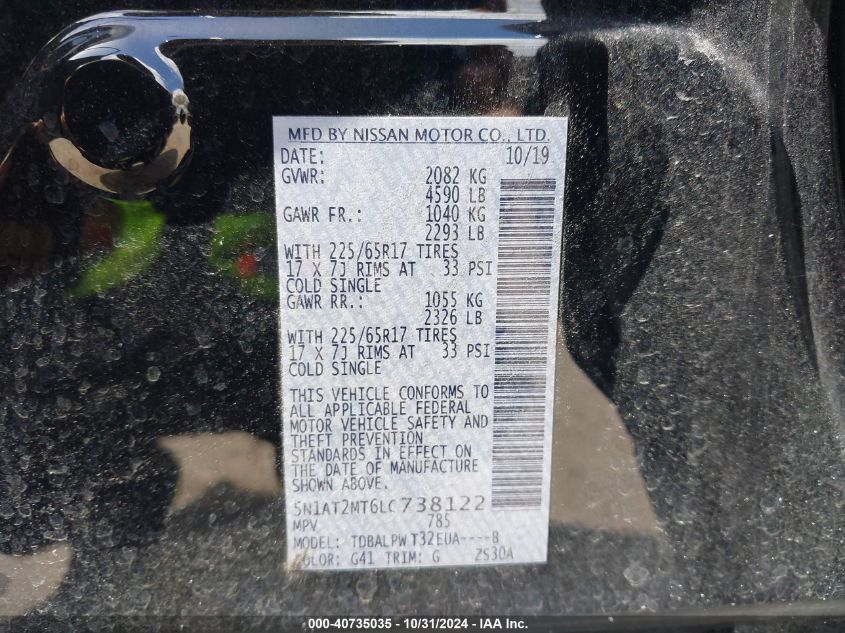 MFD BY NISSAN MOTOR CO., LTD.
DATE: 10/19
GVWR: 2082 KG
4590 LB
GAWR FR.: 1040 KG
2293 LB
WITH 225/65R17 TIRES
17 X 7J RIMS AT 33 PSI
COLD SINGLE
GAWR RR.: 1055 KG
2326 LB
WITH 225/65R17 TIRES
17 X 7J RIMS AT 33 PSI
COLD SINGLE
THIS VEHICLE CONFORMS TO
ALL APPLICABLE FEDERAL
MOTOR VEHICLE SAFETY AND
THEFT PREVENTION
STANDARDS IN EFFECT ON
THE DATE OF MANUFACTURE
SHOWN ABOVE.
5N1AT2MT6LC738122
MPV 785
MODEL: TDBALPW T32EUA----B
COLOR: G41 TRIM: G 2S30A
000-40735035 - 10/31/2024 - IAA Inc.